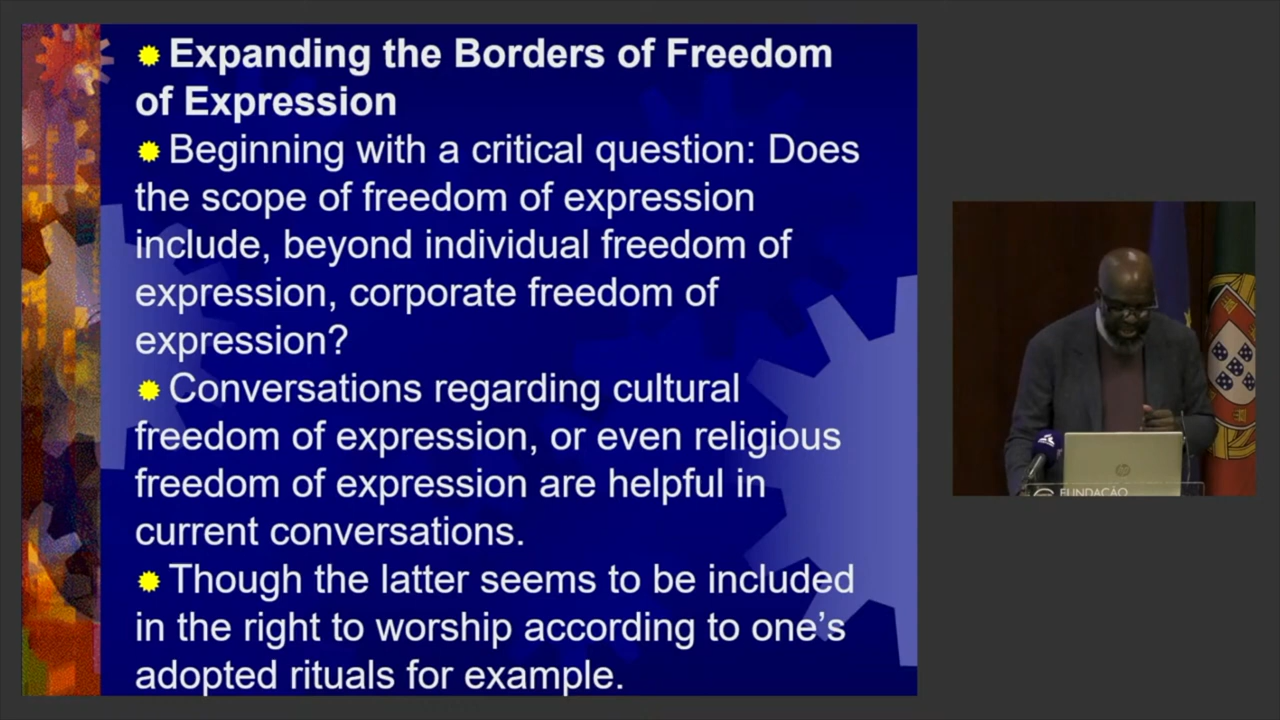 Expanding the Borders of Freedom
of Expression
Beginning with a critical question: Does
the scope of freedom of expression
include, beyond individual freedom of
expression, corporate freedom of
expression?
Conversations regarding cultural
freedom of expression, or even religious
freedom of expression are helpful in
current conversations.
Though the latter seems to be included
in the right to worship according to one’s
adopted rituals for example.
FUNDAÇÃO